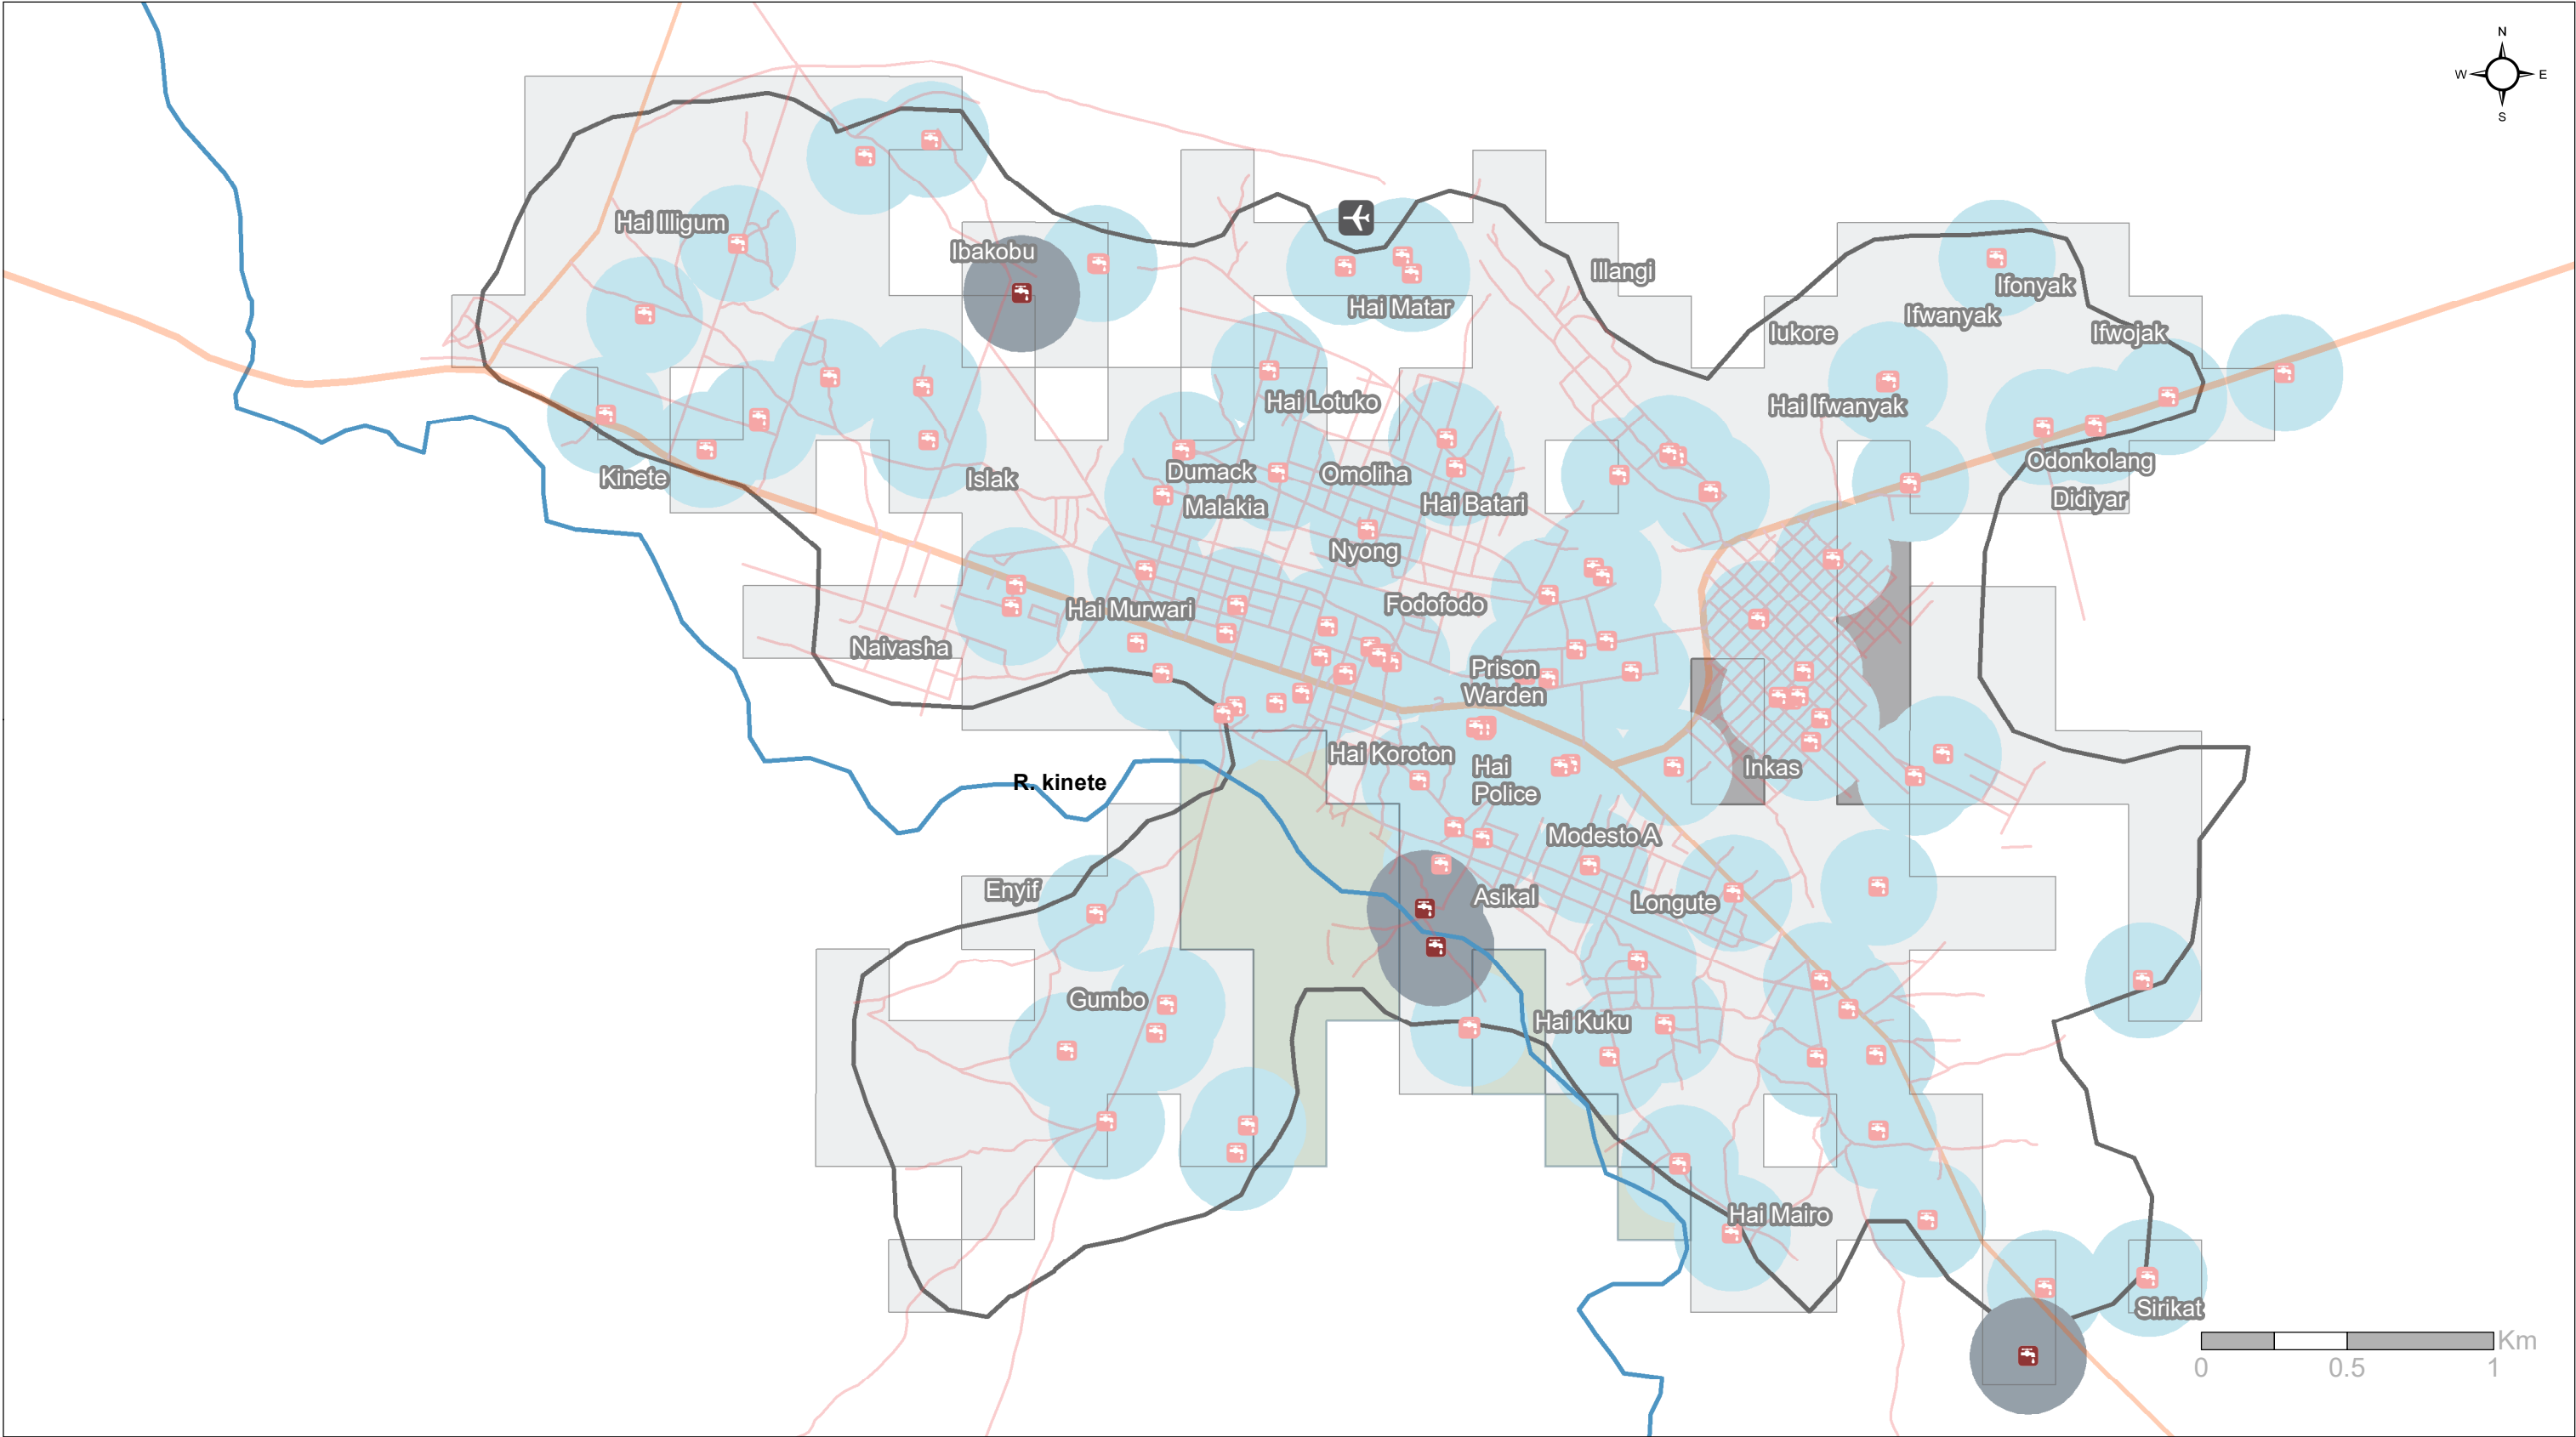 N
W E
S
Hai Illigum
Ibakobu
Illangi
Hai Matar
Ifonyak
Ifwanyak
Iukore
Ifwojak
Hai Lotuko
Hai Ifwanyak
Kinete
Islak
Dumack
Omoliha
Malakia
Hai Batari
Odonkolang
Didiyar
Nyong
Hai Murwari
Fodofodo
Naivasha
Prison
Warden
Hai Koroton
Hai
Police
Inkas
R. kinete
Modesto A
Enyif
Asikal
Longute
Gumbo
Hai Kuku
Hai Mairo
Sirikat
Km
0 0.5 1